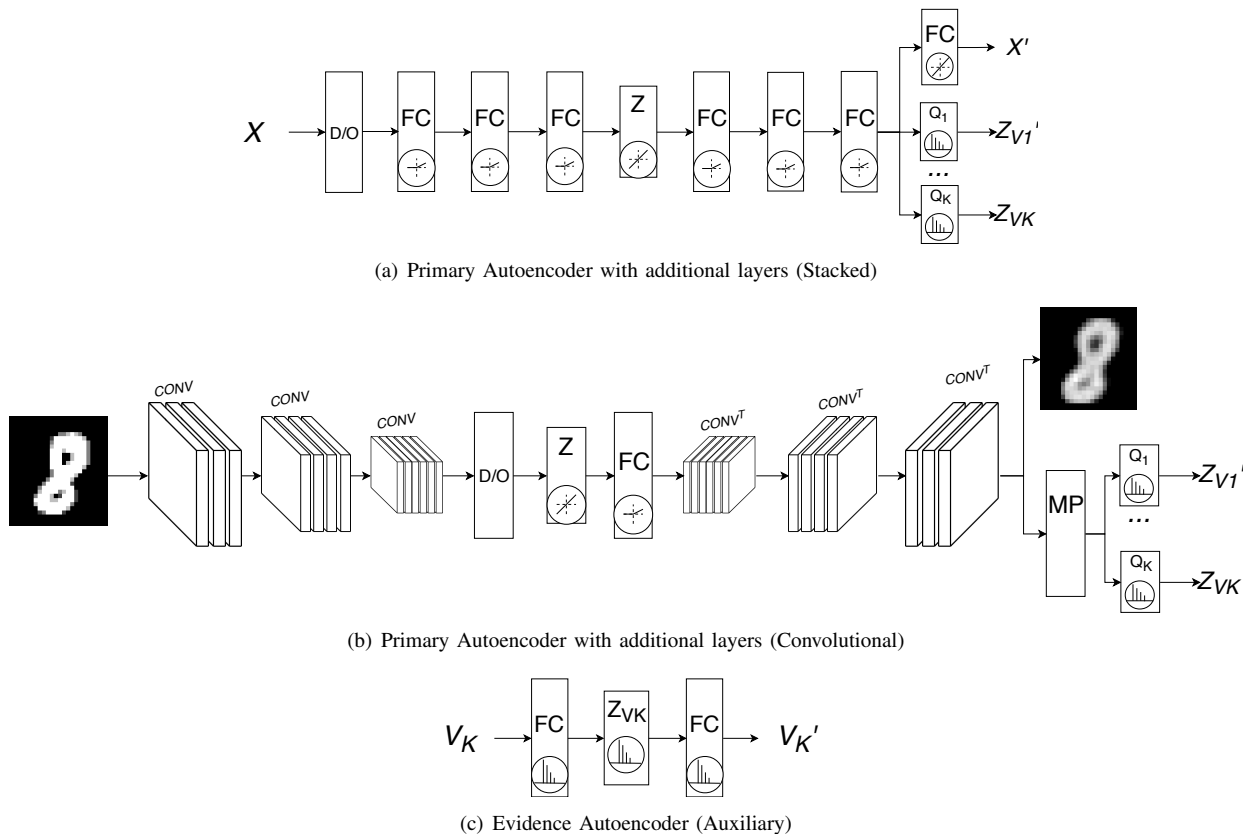 FC
X'
X
D/O
FC
FC
FC
Z
FC
FC
FC
Q1
ZV1'
...
QK
ZVK
(a) Primary Autoencoder with additional layers (Stacked)
CONV
CONV
CONV
D/O
Z
FC
CONVT
CONVT
CONVT
MP
Q1
ZV1'
...
QK
ZVK
(b) Primary Autoencoder with additional layers (Convolutional)
VK
FC
ZVK
FC
VK'
(c) Evidence Autoencoder (Auxiliary)